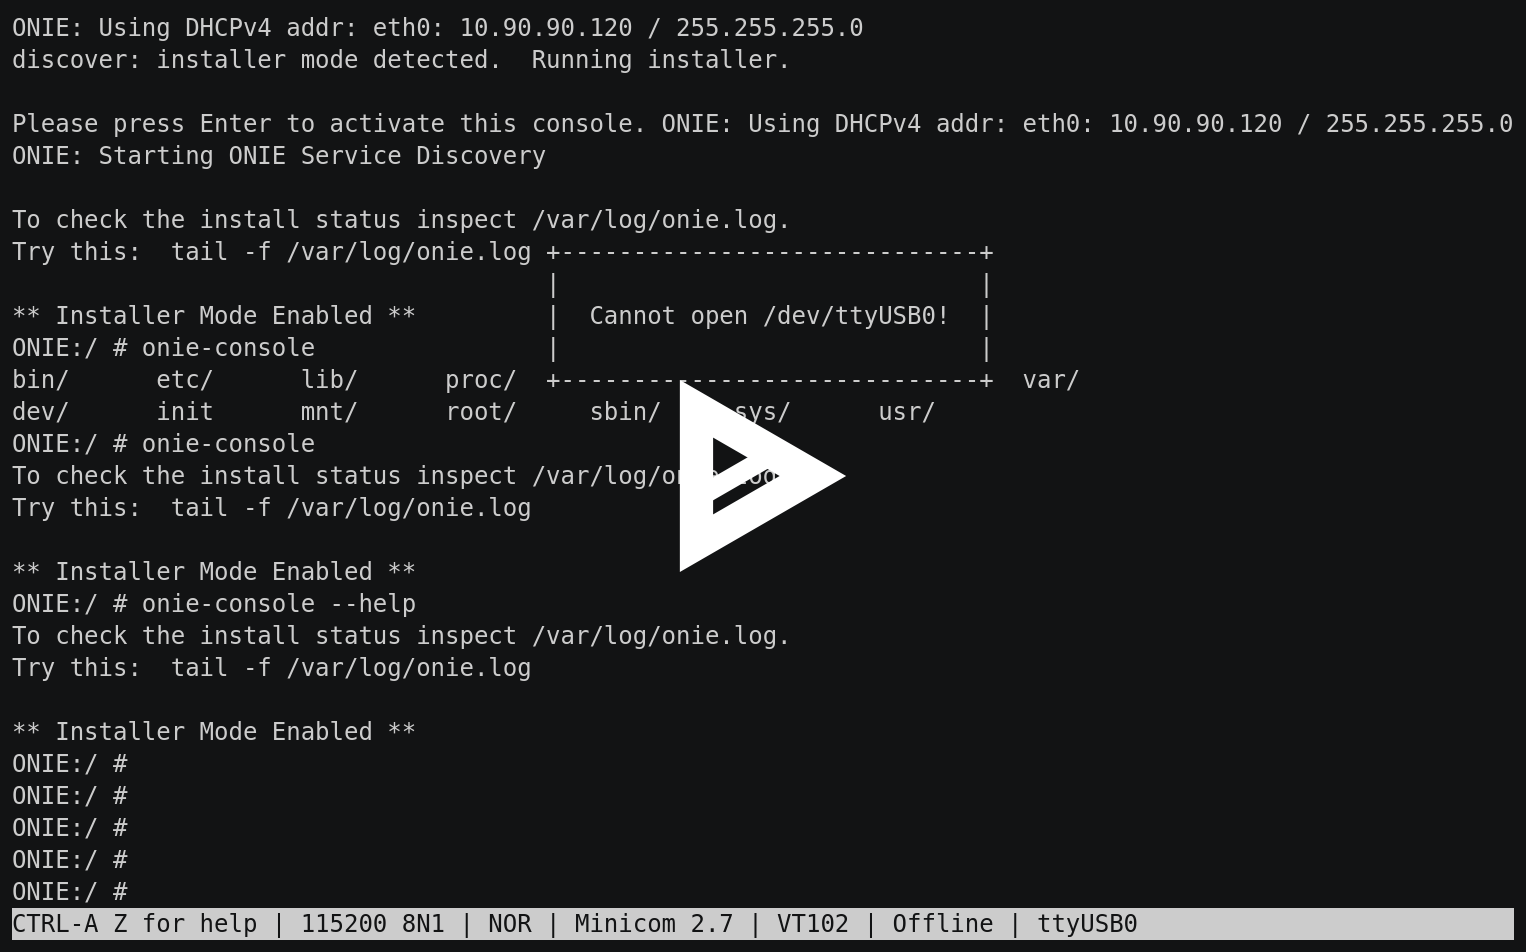 ONIE: Using DHCPv4 addr: eth0: 10.90.90.120 / 255.255.255.0
discover: installer mode detected.  Running installer.

Please press Enter to activate this console. ONIE: Using DHCPv4 addr: eth0: 10.90.90.120 / 255.255.255.0
ONIE: Starting ONIE Service Discovery

To check the install status inspect /var/log/onie.log.
Try this:  tail -f /var/log/onie.log +-----------------------------+
                                     |                             |
** Installer Mode Enabled **         |  Cannot open /dev/ttyUSB0!  |
ONIE:/ # onie-console                |                             |
bin/      etc/      lib/      proc/  +-----------------------------+  var/
dev/      init      mnt/      root/     sbin/     sys/      usr/
ONIE:/ # onie-console
To check the install status inspect
Try this:  tail -f /var/log/onie.log

** Installer Mode Enabled **
ONIE:/ # onie-console --help
To check the install status inspect /var/log/onie.log.
Try this:  tail -f /var/log/onie.log

** Installer Mode Enabled **
ONIE:/ #
ONIE:/ #
ONIE:/ #
ONIE:/ #
ONIE:/ #
CTRL-A Z for help | 115200 8N1 | NOR | Minicom 2.7 | VT102 | Offline | ttyUSB0